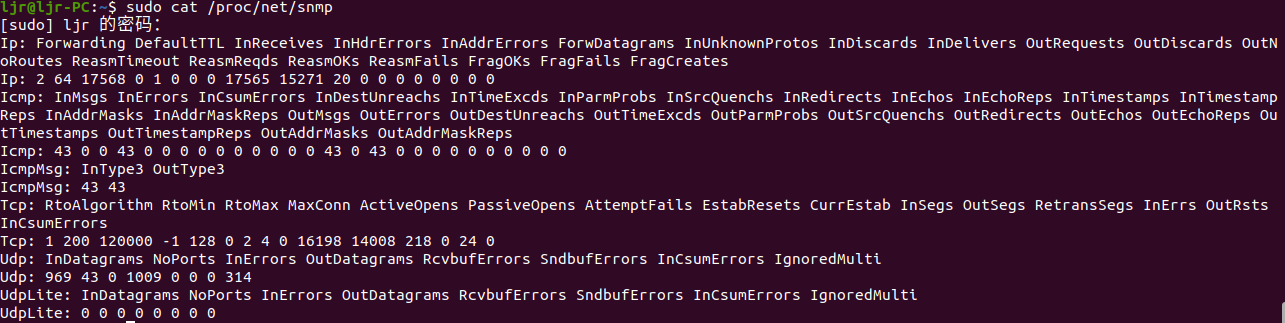 ljr@ljr-PC:~$ sudo cat /proc/net/snmp
[sudo] ljr 的密码：
Ip: Forwarding DefaultTTL InReceives InHdrErrors InAddrErrors ForwDatagrams InUnknownProtos InDiscards InDelivers OutRequests OutDiscards OutN
oRoutes ReasmTimeout ReasmReqds ReasmOKs ReasmFails FragOKs FragFails FragCreates
Ip: 2 64 17568 0 1 0 0 0 17565 15271 20 0 0 0 0 0 0 0 0
Icmp: InMsgs InErrors InCsumErrors InDestUnreachs InTimeExcds InParmProbs InSrcQuenchs InRedirects InEchos InEchoReps InTimestamps InTimestamp
Reps InAddrMasks InAddrMaskReps OutMsgs OutErrors OutDestUnreachs OutTimeExcds OutParmProbs OutSrcQuenchs OutRedirects OutEchos OutEchoReps Ou
tTimestamps OutTimestampReps OutAddrMasks OutAddrMaskReps
Icmp: 43 0 0 43 0 0 0 0 0 0 0 0 0 0 43 0 43 0 0 0 0 0 0 0 0 0 0
IcmpMsg: InType3 OutType3
IcmpMsg: 43 43
Tcp: RtoAlgorithm RtoMin RtoMax MaxConn ActiveOpens PassiveOpens AttemptFails EstabResets CurrEstab InSegs OutSegs RetransSegs InErrs OutRsts
InCsumErrors
Tcp: 1 200 120000 -1 128 0 2 4 0 16198 14008 218 0 24 0
Udp: InDatagrams NoPorts InErrors OutDatagrams RcvbufErrors SndbufErrors InCsumErrors IgnoredMulti
Udp: 969 43 0 1009 0 0 0 314
UdpLite: InDatagrams NoPorts InErrors OutDatagrams RcvbufErrors SndbufErrors InCsumErrors IgnoredMulti
UdpLite: 0 0 0 0 0 0 0 0